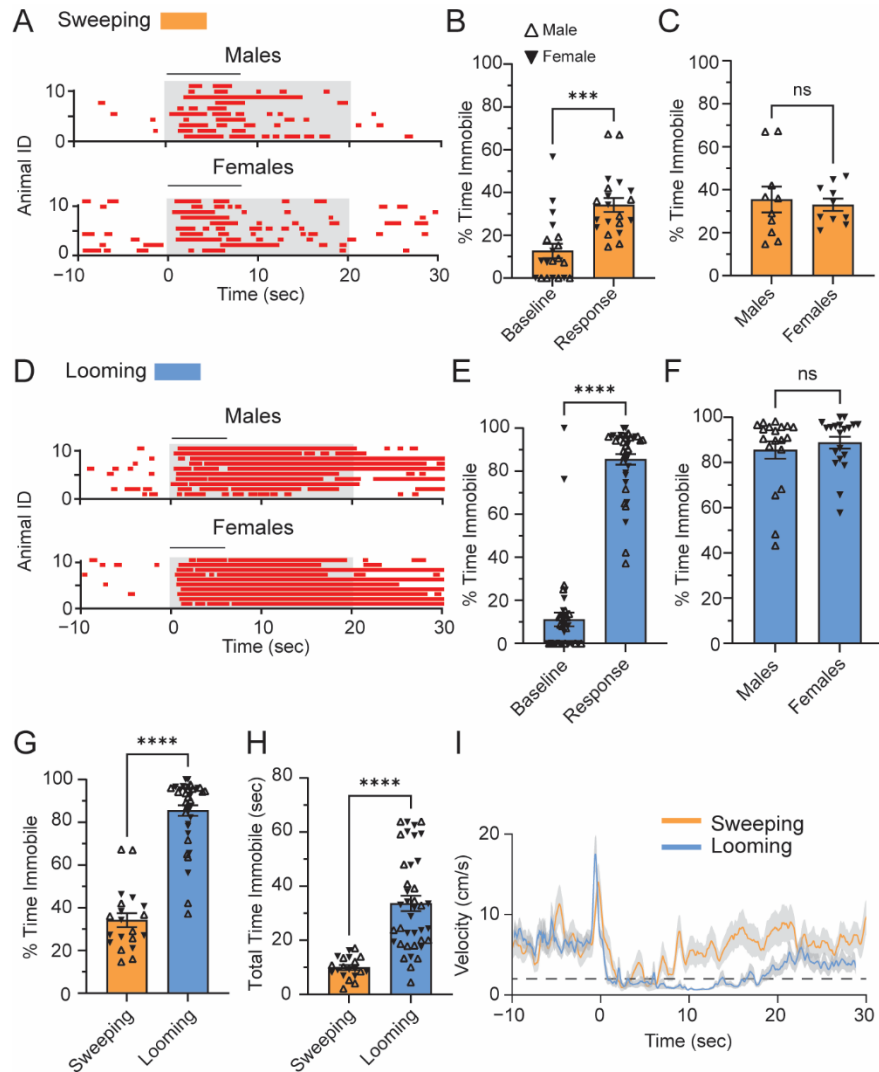 A
Sweeping
Males
10
0
Females
10
0
Animal ID
−10
0
10
20
30
Time (sec)
B
△ Male
▼ Female
100
80
60
40
20
0
% Time Immobile
***
Baseline
Response
C
100
80
60
40
20
0
% Time Immobile
ns
Males
Females
D
Looming
Males
10
0
Females
10
0
Animal ID
−10
0
10
20
30
Time (sec)
E
100
80
60
40
20
0
% Time Immobile
****
Baseline
Response
F
100
80
60
40
20
0
% Time Immobile
ns
Males
Females
G
100
80
60
40
20
0
% Time Immobile
****
Sweeping
Looming
H
80
60
40
20
0
Total Time Immobile (sec)
****
Sweeping
Looming
I
Sweeping
Looming
20
10
0
Velocity (cm/s)
-10
0
10
20
30
Time (sec)